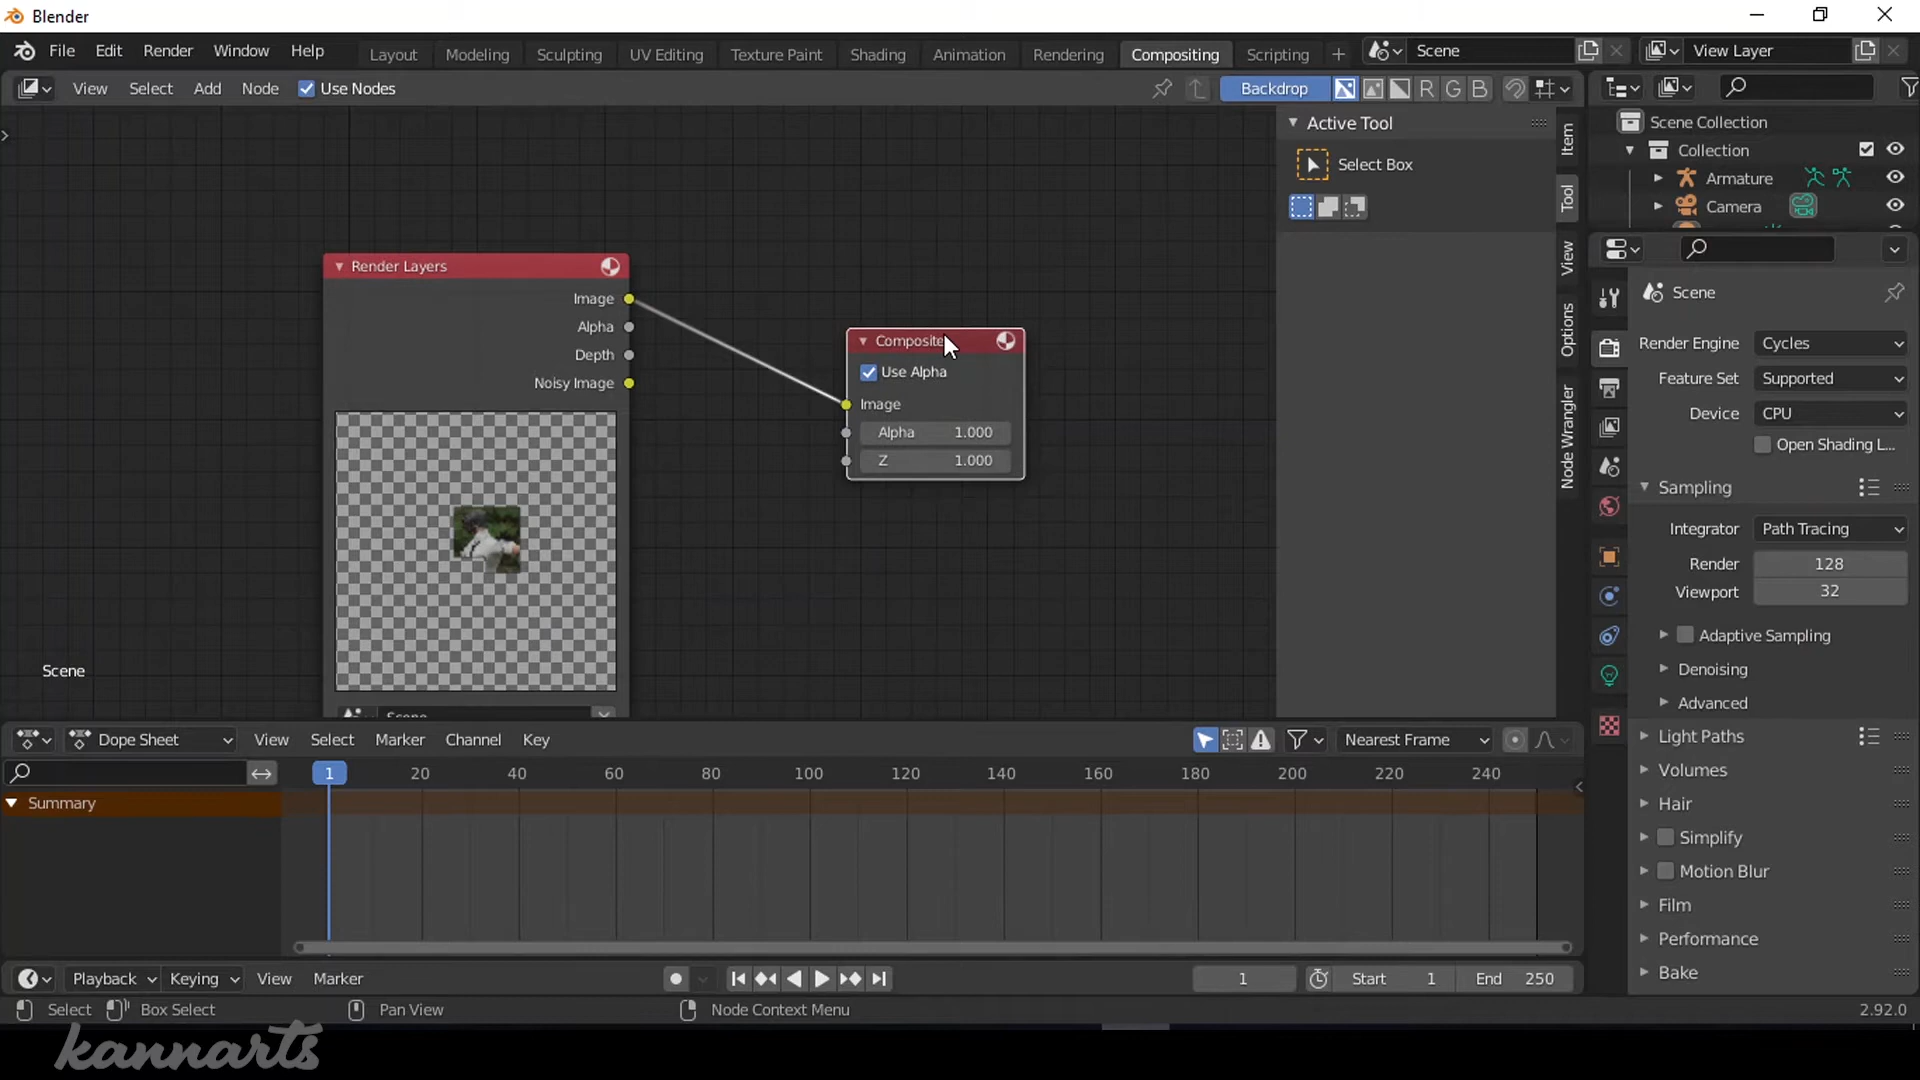 Blender
File Edit Render Window Help Layout Modeling Sculpting UV Editing Texture Paint Shading Animation Rendering Compositing Scripting + Scene View Layer
View Select Add Node Use Nodes Backdrop R G B
Active Tool
Select Box
Item
Tool
View
Options
Node Wrangler
Scene Collection
Collection
Armature
Camera
Render Layers
Image
Alpha
Depth
Noisy Image
Composite
Use Alpha
Image
Alpha 1.000
Z 1.000
Scene
Scene
Scene
Render Engine Cycles
Feature Set Supported
Device CPU
Open Shading L...
Sampling
Integrator Path Tracing
Render 128
Viewport 32
Adaptive Sampling
Denoising
Advanced
Light Paths
Volumes
Hair
Simplify
Motion Blur
Film
Performance
Bake
Dope Sheet View Select Marker Channel Key Nearest Frame
1 20 40 60 80 100 120 140 160 180 200 220 240
Summary
Playback Keying View Marker 1 Start 1 End 250
Select Box Select Pan View Node Context Menu 2.92.0
kannarts